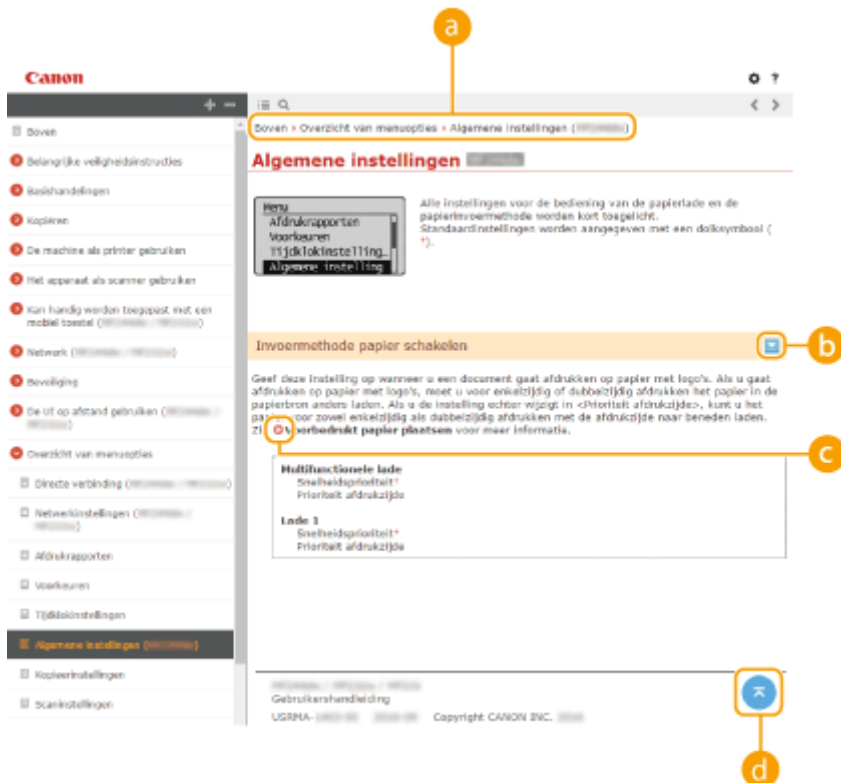 a
Canon
?
+ −
< >
Boven
Boven » Overzicht van menuopties » Algemene instellingen (
)
Belangrijke veiligheidsinstructies
Basishandelingen
Kopiëren
De machine als printer gebruiken
Het apparaat als scanner gebruiken
Kan handig worden toegepast met een
mobiel toestel (
)
Netwerk (
)
Beveiliging
De UI op afstand gebruiken (
)
Overzicht van menuopties
Directe verbinding (
)
Netwerkinstellingen (
)
Afdrukrapporten
Voorkeuren
Tijdklokinstellingen
Algemene instellingen (
)
Kopieerinstellingen
Scaninstellingen
Algemene instellingen
Menu
Afdrukrapporten
Voorkeuren
Tijdklokinstelling…
Algemene instelling
Alle instellingen voor de bediening van de papierlade en de
papierinvoermethode worden kort toegelicht.
Standaardinstellingen worden aangegeven met een dolksymbool (
*).
Invoermethode papier schakelen
b
Geef deze instelling op wanneer u een document gaat afdrukken op papier met logo's. Als u gaat
afdrukken op papier met logo's, moet u voor enkelzijdig of dubbelzijdig afdrukken het papier in de
papierbron anders laden. Als u de instelling echter wijzigt in <Prioriteit afdrukzijde>, kunt u het
voor zowel enkelzijdig als dubbelzijdig afdrukken met de afdrukzijde naar beneden laden.
Voorbedrukt papier plaatsen voor meer informatie.
c
Multifunctionele lade
Snelheidsprioriteit*
Prioriteit afdrukzijde
Lade 1
Snelheidsprioriteit*
Prioriteit afdrukzijde
Gebruikershandleiding
USRMA-
Copyright CANON INC.
d